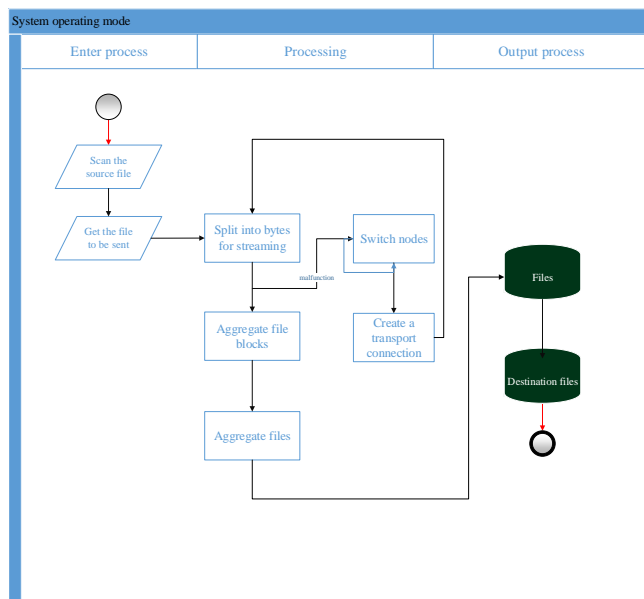 System operating mode
Enter process
Processing
Output process
Scan the
source file
Get the file
to be sent
Split into bytes
for streaming
Switch nodes
malfunction
Files
Aggregate file
blocks
Create a
transport
connection
Destination files
Aggregate files